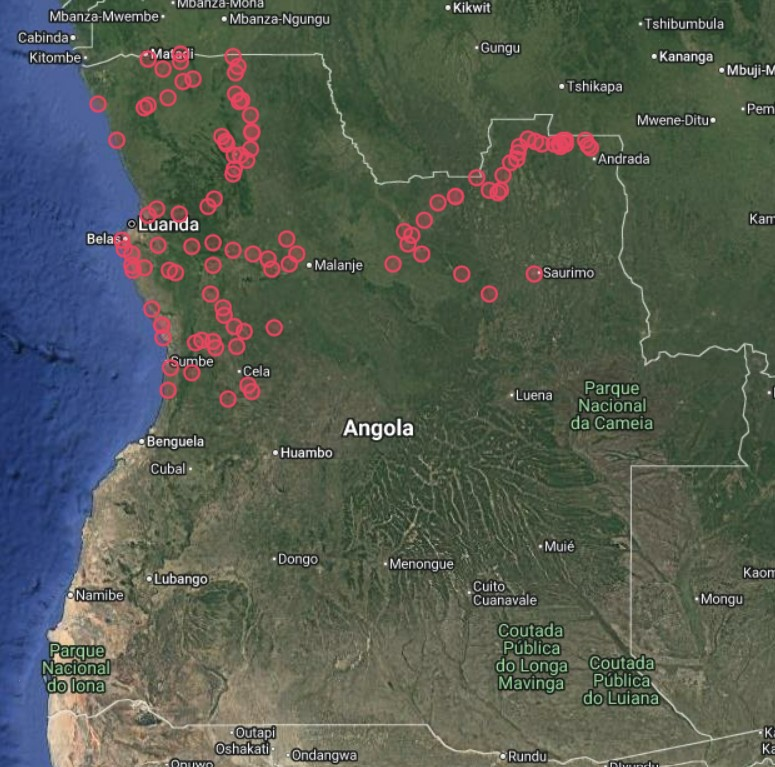 Mbanza-Mona
Mbanza-Mwembe
Mbanza-Ngungu
Kikwit
Tshibumbula
Cabinda
Kitombe
Matadi
Gungu
Kananga
Mbuji-M
Tshikapa
Mwene-Ditu
Pem
Andrada
Luanda
Kam
Belas
Malanje
Saurimo
Sumbe
Cela
Luena
Parque
Nacional
da Cameia
Angola
Benguela
Huambo
Cubal
Muié
Dongo
Menongue
Kaom
Lubango
Namibe
Cuito
Cuanavale
Mongu
Coutada
Pública
do Longa
Mavinga
Parque
Nacional
do Iona
Coutada
Pública
do Luiana
Outapi
Oshakati
Ondangwa
Rundu
Ka
Ka